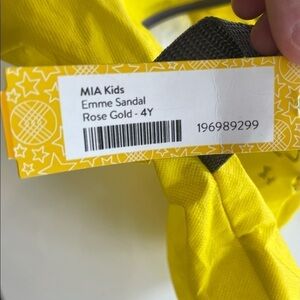 MIA Kids
Emme Sandal
Rose Gold - 4Y
196989299